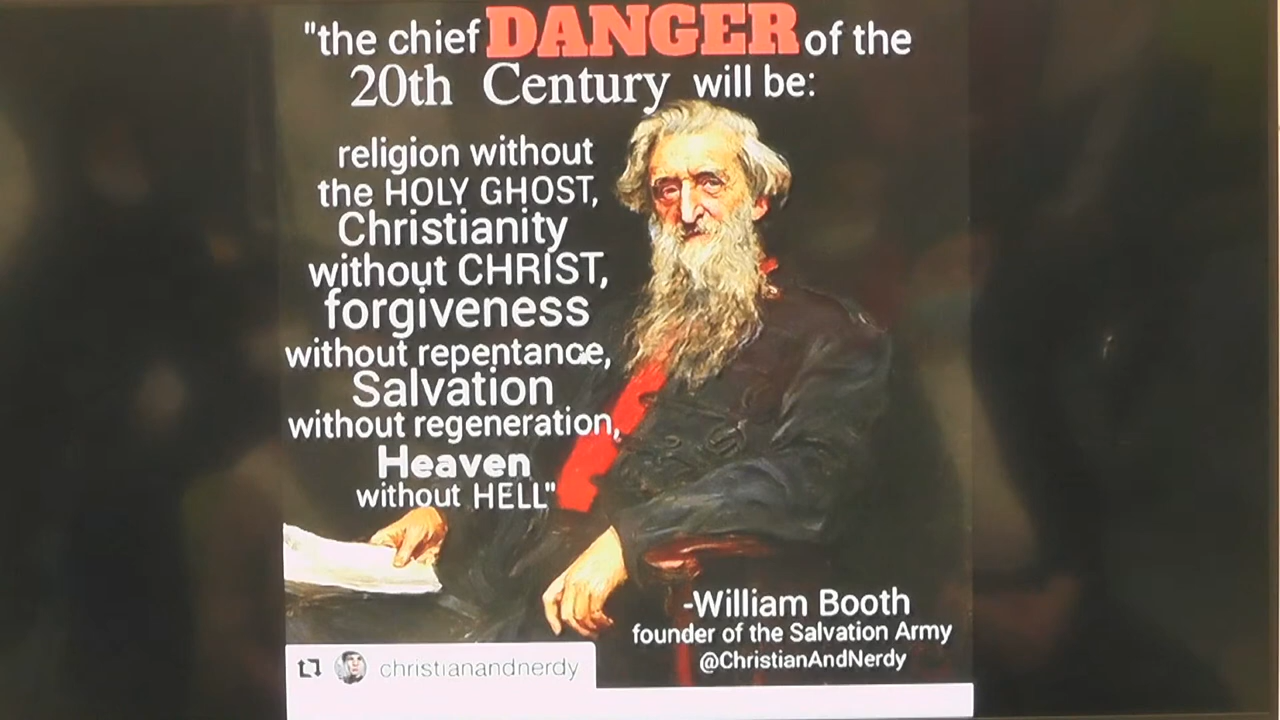 "the chief DANGER of the
20th Century will be:
religion without
the HOLY GHOST,
Christianity
without CHRIST,
forgiveness
without repentance,
Salvation
without regeneration,
Heaven
without HELL"
-William Booth
founder of the Salvation Army
@ChristianAndNerdy
christianandnerdy